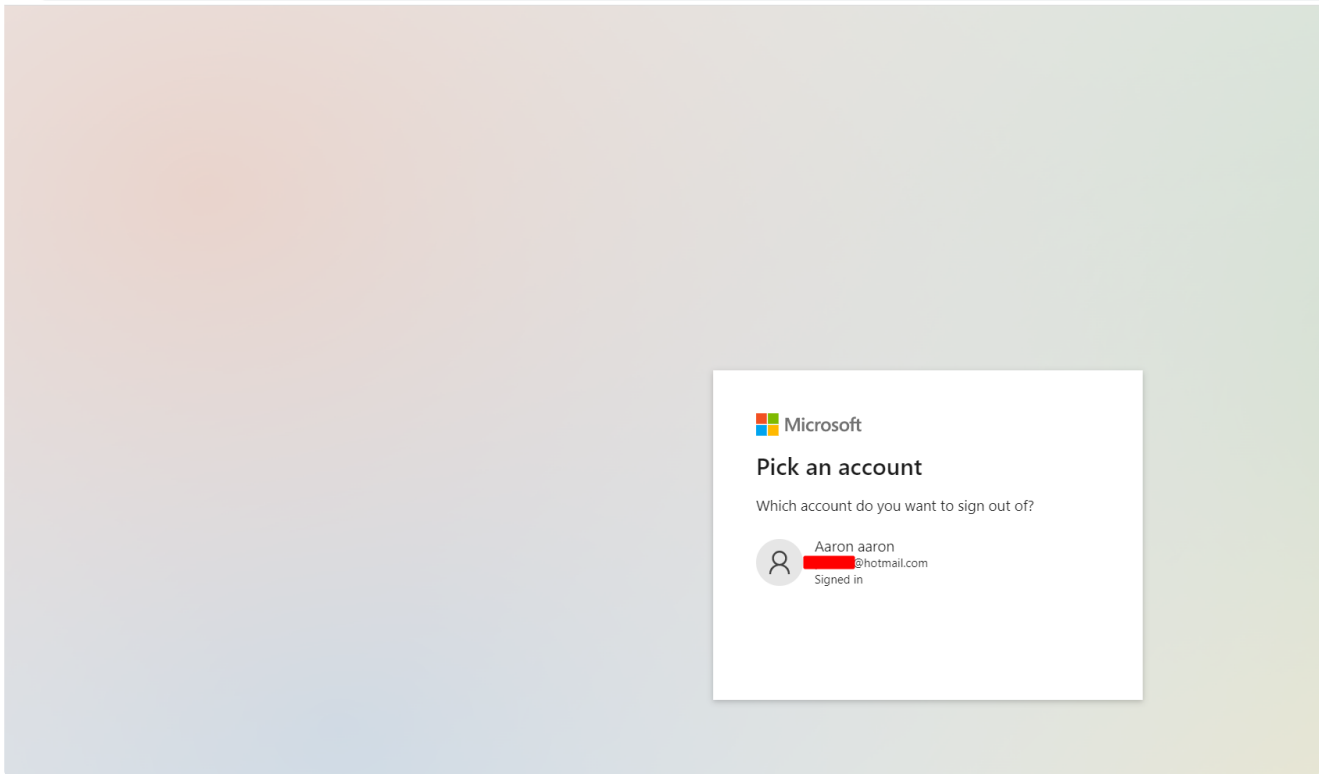 Microsoft
Pick an account
Which account do you want to sign out of?
Aaron aaron
@hotmail.com
Signed in